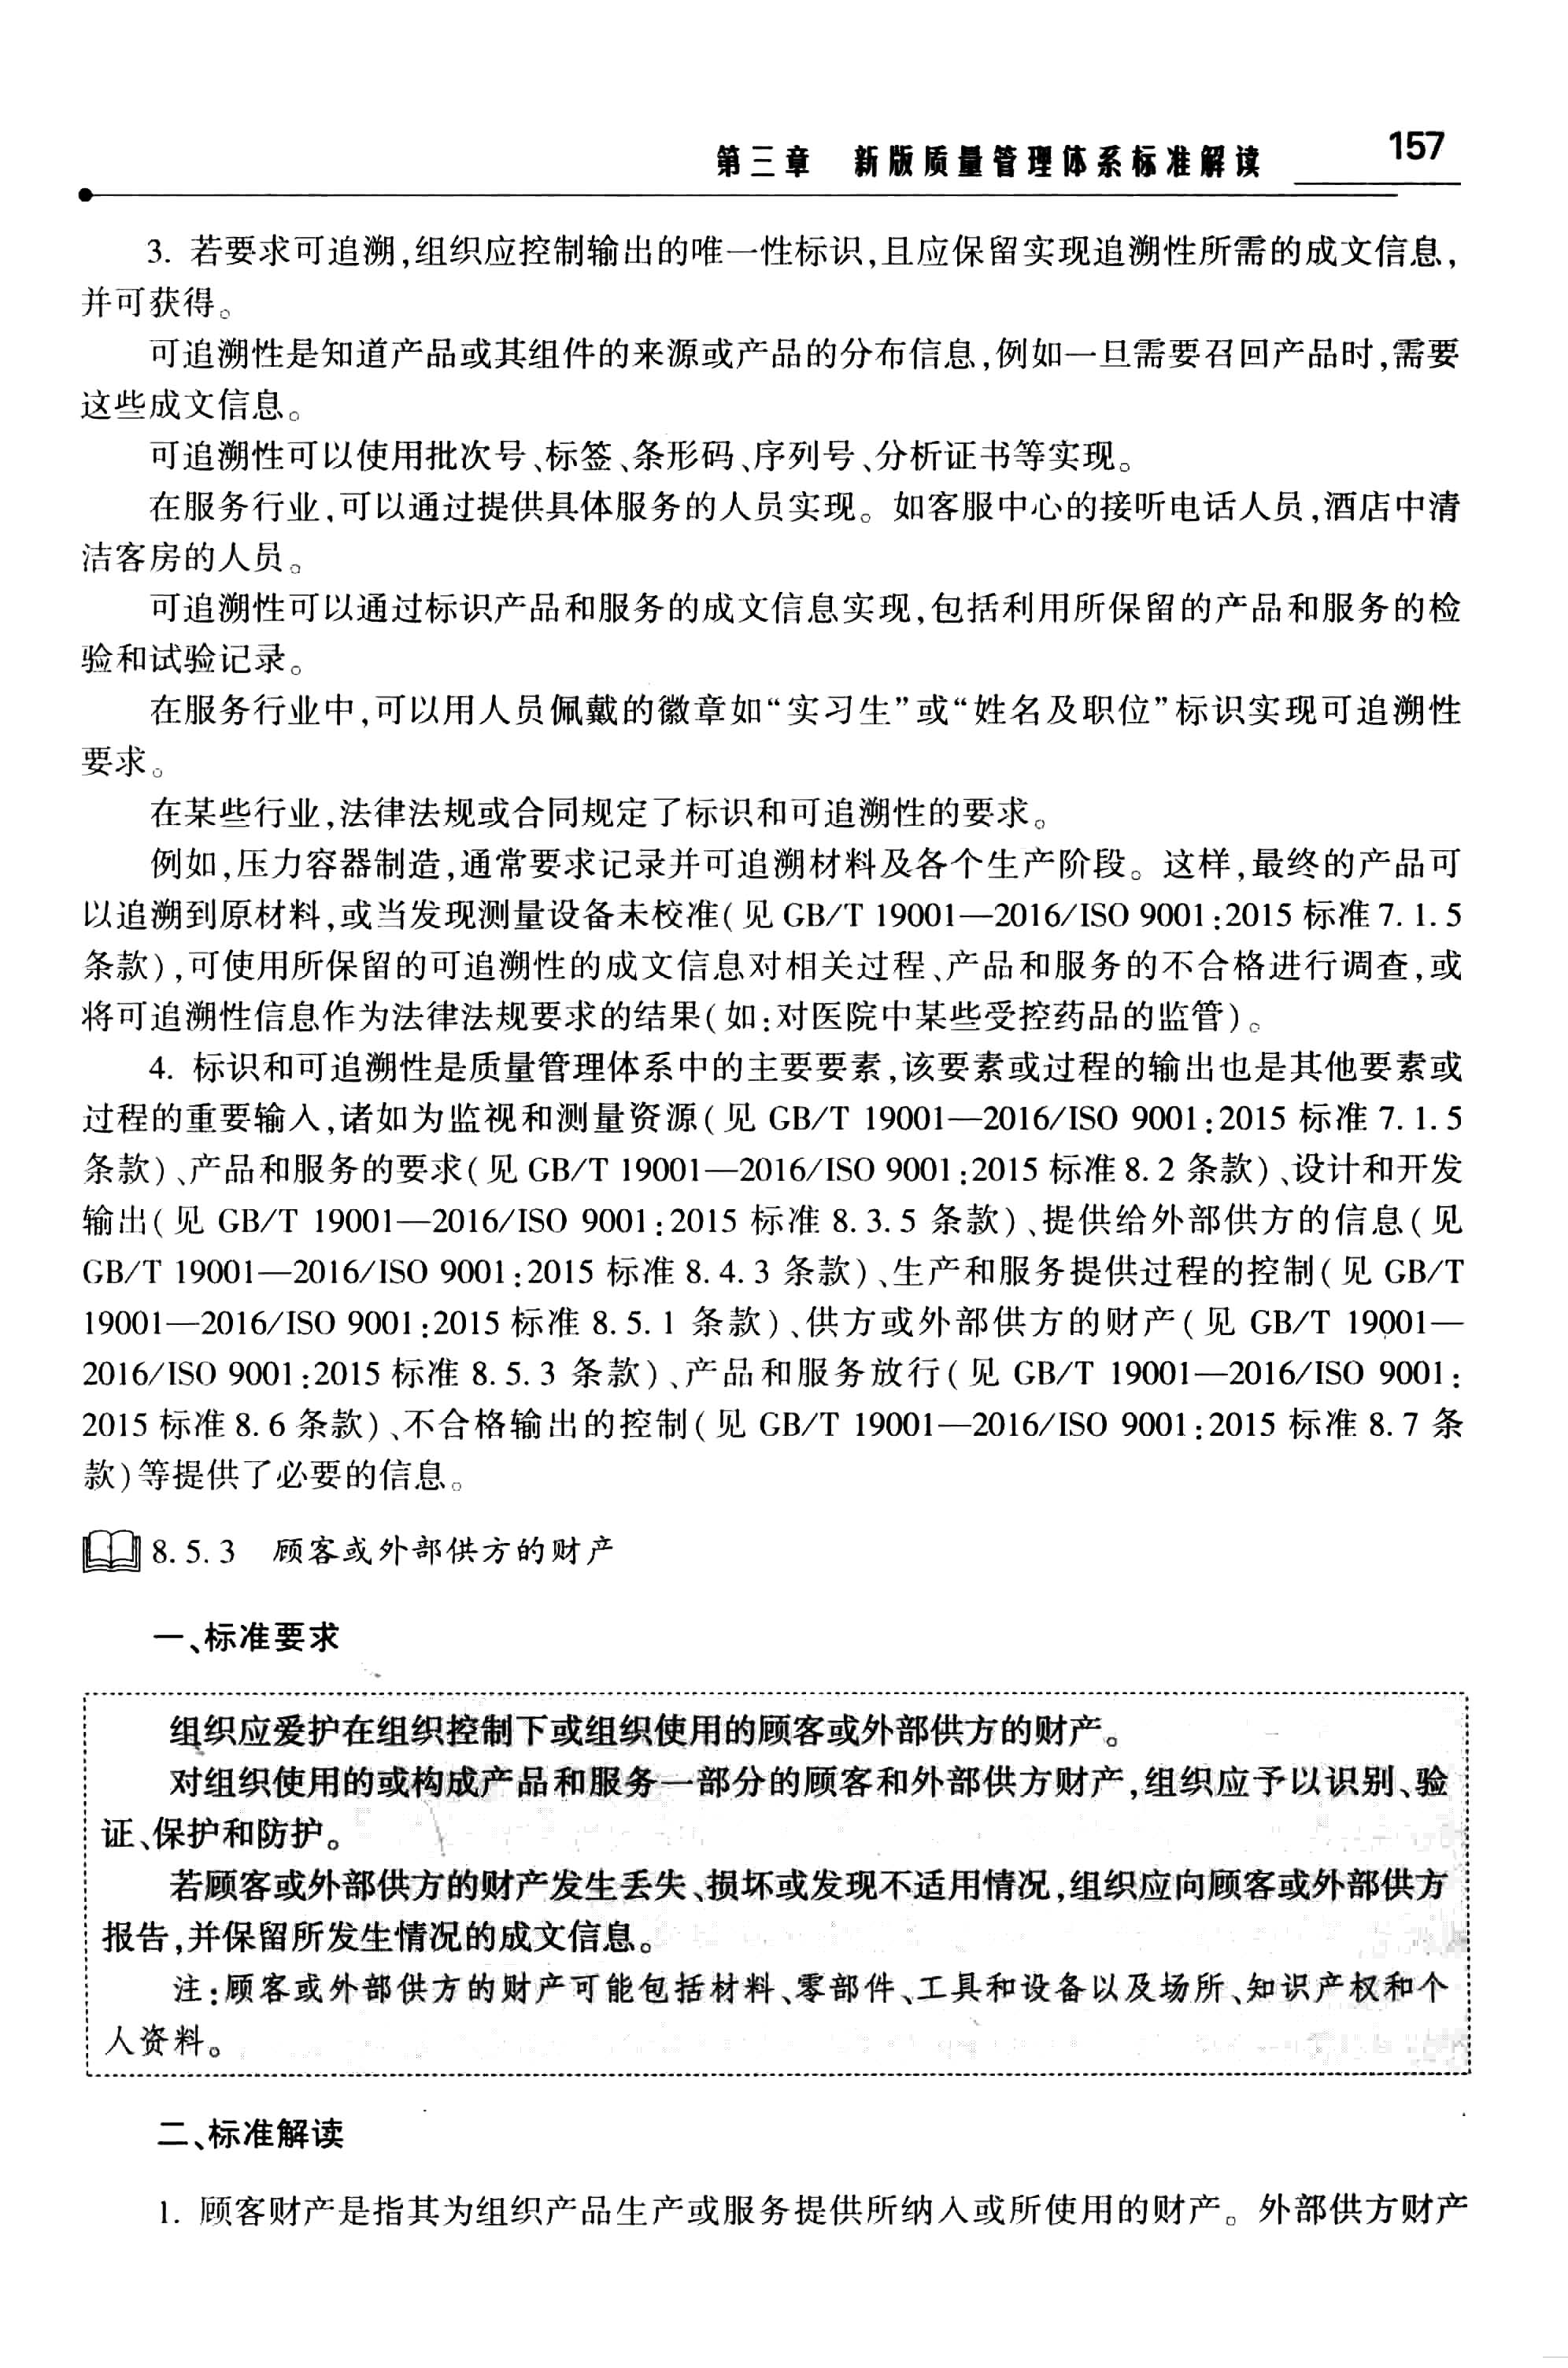 第三章 新版质量管理体系标准解读 157
3. 若要求可追溯,组织应控制输出的唯一性标识,且应保留实现追溯性所需的成文信息,
并可获得。
可追溯性是知道产品或其组件的来源或产品的分布信息,例如一旦需要召回产品时,需要
这些成文信息。
可追溯性可以使用批次号、标签、条形码、序列号、分析证书等实现。
在服务行业,可以通过提供具体服务的人员实现。如客服中心的接听电话人员,酒店中清
洁客房的人员。
可追溯性可以通过标识产品和服务的成文信息实现,包括利用所保留的产品和服务的检
验和试验记录。
在服务行业中,可以用人员佩戴的徽章如“实习生”或“姓名及职位”标识实现可追溯性
要求。
在某些行业,法律法规或合同规定了标识和可追溯性的要求。
例如,压力容器制造,通常要求记录并可追溯材料及各个生产阶段。这样,最终的产品可
以追溯到原材料,或当发现测量设备未校准(见 GB/T 19001—2016/ISO 9001:2015 标准 7.1.5
条款),可使用所保留的可追溯性的成文信息对相关过程、产品和服务的不合格进行调查,或
将可追溯性信息作为法律法规要求的结果(如:对医院中某些受控药品的监管)。
4. 标识和可追溯性是质量管理体系中的主要要素,该要素或过程的输出也是其他要素或
过程的重要输入,诸如为监视和测量资源(见 GB/T 19001—2016/ISO 9001:2015 标准 7.1.5
条款)、产品和服务的要求(见 GB/T 19001—2016/ISO 9001:2015 标准 8.2 条款)、设计和开发
输出(见 GB/T 19001—2016/ISO 9001:2015 标准 8.3.5 条款)、提供给外部供方的信息(见
GB/T 19001—2016/ISO 9001:2015 标准 8.4.3 条款)、生产和服务提供过程的控制(见 GB/T
19001—2016/ISO 9001:2015 标准 8.5.1 条款)、供方或外部供方的财产(见 GB/T 19001—
2016/ISO 9001:2015 标准 8.5.3 条款)、产品和服务放行(见 GB/T 19001—2016/ISO 9001:
2015 标准 8.6 条款)、不合格输出的控制(见 GB/T 19001—2016/ISO 9001:2015 标准 8.7 条
款)等提供了必要的信息。
8.5.3 顾客或外部供方的财产
一、标准要求
组织应爱护在组织控制下或组织使用的顾客或外部供方的财产。
对组织使用的或构成产品和服务一部分的顾客和外部供方财产,组织应予以识别、验
证、保护和防护。
若顾客或外部供方的财产发生丢失、损坏或发现不适用情况,组织应向顾客或外部供方
报告,并保留所发生情况的成文信息。
注:顾客或外部供方的财产可能包括材料、零部件、工具和设备以及场所、知识产权和个
人资料。
二、标准解读
1. 顾客财产是指其为组织产品生产或服务提供所纳入或所使用的财产。外部供方财产